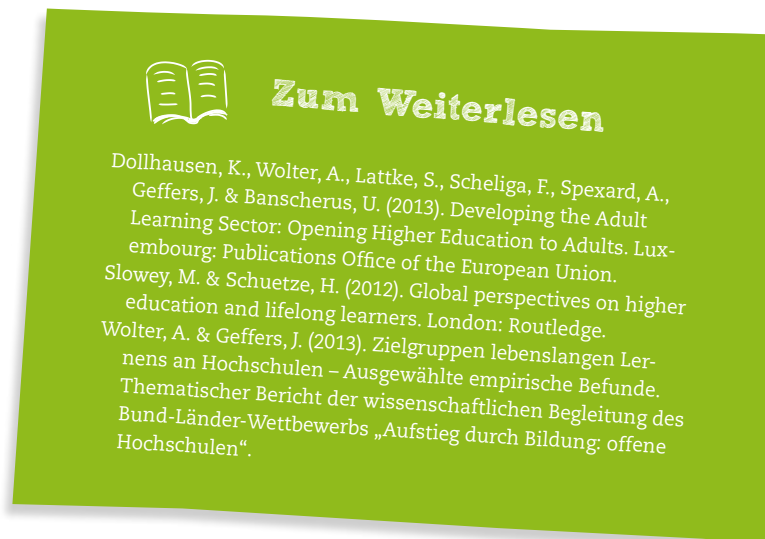 Zum Weiterlesen
Dollhausen, K., Wolter, A., Lattke, S., Scheliga, F., Spexard, A.,
Geffers, J. & Banscherus, U. (2013). Developing the Adult
Learning Sector: Opening Higher Education to Adults. Lux-
embourg: Publications Office of the European Union.
Slowey, M. & Schuetze, H. (2012). Global perspectives on higher
education and lifelong learners. London: Routledge.
Wolter, A. & Geffers, J. (2013). Zielgruppen lebenslangen Ler-
nens an Hochschulen – Ausgewählte empirische Befunde.
Thematischer Bericht der wissenschaftlichen Begleitung des
Bund-Länder-Wettbewerbs „Aufstieg durch Bildung: offene
Hochschulen“.